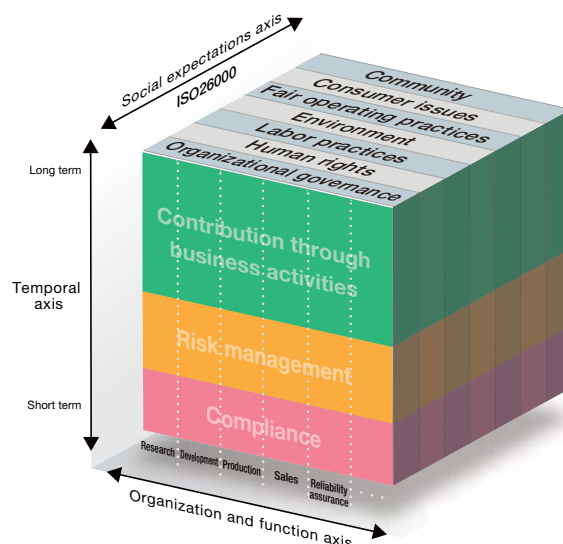 Social expectations axis
ISO26000
Community
Consumer issues
Fair operating practices
Environment
Labor practices
Human rights
Organizational governance
Long term
Temporal
axis
Short term
Contribution through
business activities
Risk management
Compliance
Research
Development
Production
Sales
Reliability
assurance
....
Organization and function axis